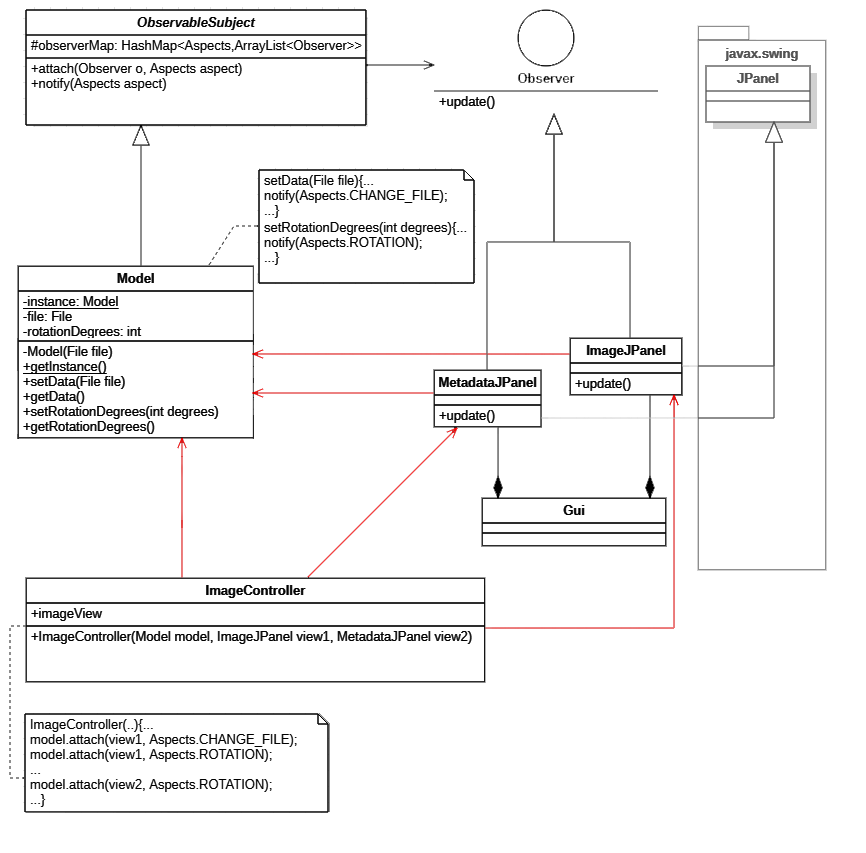 ObservableSubject
#observerMap: HashMap<Aspects,ArrayList<Observer>>
+attach(Observer o, Aspects aspect)
+notify(Aspects aspect)
Observer
+update()
javax.swing
JPanel
setData(File file){...
notify(Aspects.CHANGE_FILE);
...}
setRotationDegrees(int degrees){...
notify(Aspects.ROTATION);
...}
Model
-instance: Model
-file: File
-rotationDegrees: int
-Model(File file)
+getInstance()
+setData(File file)
+getData()
+setRotationDegrees(int degrees)
+getRotationDegrees()
ImageJPanel
+update()
MetadataJPanel
+update()
Gui
ImageController
+imageView
+ImageController(Model model, ImageJPanel view1, MetadataJPanel view2)
ImageController(..){...
model.attach(view1, Aspects.CHANGE_FILE);
model.attach(view1, Aspects.ROTATION);
...
model.attach(view2, Aspects.ROTATION);
...}